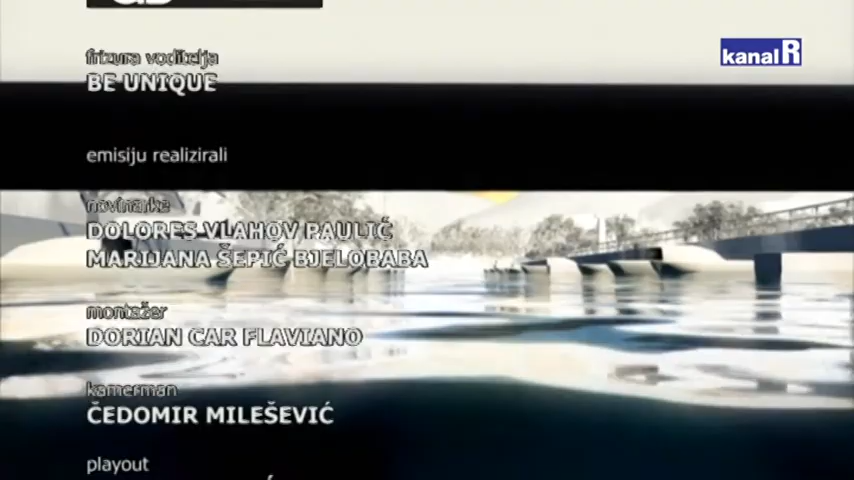 kanal R
frizura voditelja
BE UNIQUE
emisiju realizirali
novinarke
DOLORES VLAHOV PAULIĆ
MARIJANA ŠEPIĆ BJELOBABA
montažer
DORIAN CAR FLAVIANO
kamerman
ČEDOMIR MILEŠEVIĆ
playout